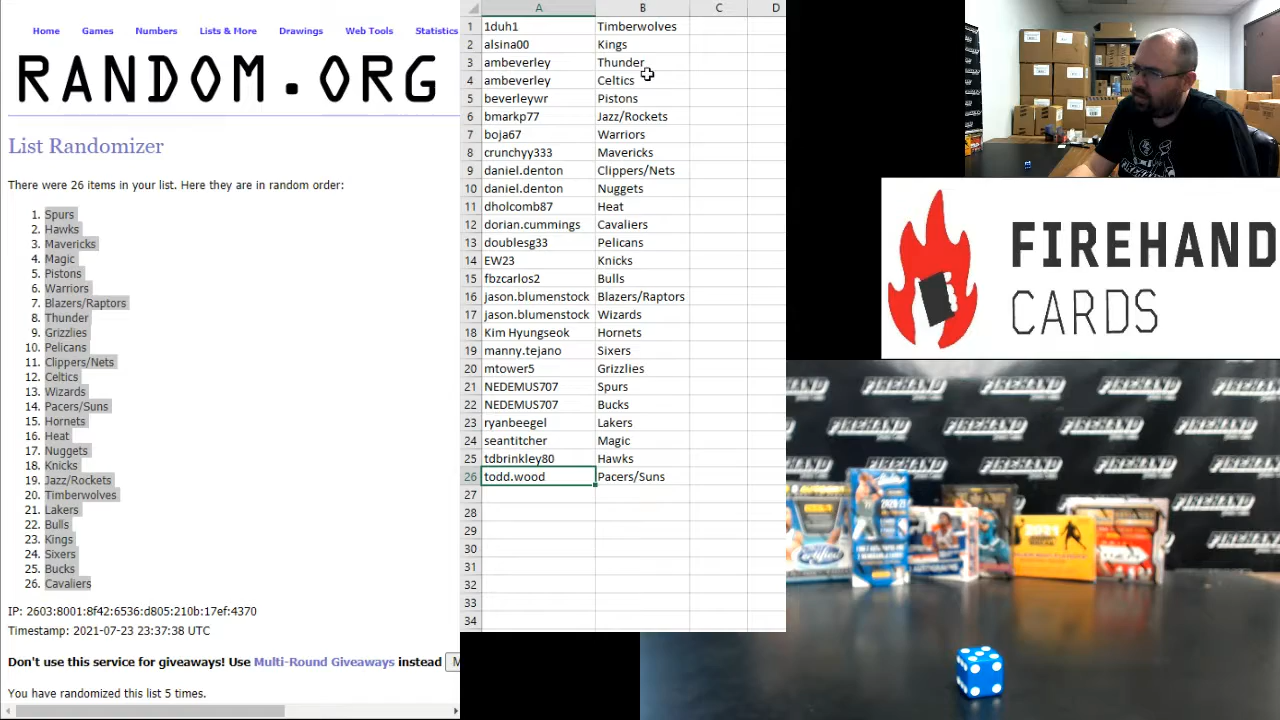 Home Games Numbers Lists & More Drawings Web Tools Statistics
RANDOM.ORG
List Randomizer
There were 26 items in your list. Here they are in random order:
1. Spurs
2. Hawks
3. Mavericks
4. Magic
5. Pistons
6. Warriors
7. Blazers/Raptors
8. Thunder
9. Grizzlies
10. Pelicans
11. Clippers/Nets
12. Celtics
13. Wizards
14. Pacers/Suns
15. Hornets
16. Heat
17. Nuggets
18. Knicks
19. Jazz/Rockets
20. Timberwolves
21. Lakers
22. Bulls
23. Kings
24. Sixers
25. Bucks
26. Cavaliers
IP: 2603:8001:8f42:6536:d805:210b:17ef:4370
Timestamp: 2021-07-23 23:37:38 UTC
Don't use this service for giveaways! Use Multi-Round Giveaways instead
You have randomized this list 5 times.
A B C D
1 1duh1 Timberwolves
2 alsina00 Kings
3 ambeverley Thunder
4 ambeverley Celtics
5 beverleywr Pistons
6 bmarkp77 Jazz/Rockets
7 boja67 Warriors
8 crunchyy333 Mavericks
9 daniel.denton Clippers/Nets
10 daniel.denton Nuggets
11 dholcomb87 Heat
12 dorian.cummings Cavaliers
13 doublesg33 Pelicans
14 EW23 Knicks
15 fbzcarlos2 Bulls
16 jason.blumenstock Blazers/Raptors
17 jason.blumenstock Wizards
18 Kim Hyungseok Hornets
19 manny.tejano Sixers
20 mtower5 Grizzlies
21 NEDEMUS707 Spurs
22 NEDEMUS707 Bucks
23 ryanbeegel Lakers
24 seantitcher Magic
25 tdbrinkley80 Hawks
26 todd.wood Pacers/Suns
27
28
29
30
31
32
33
34
FIREHAND
CARDS
FIREHAND FIREHAND FIREHAND
FIREHAND FIREHAND
Certified
2020-21
2021